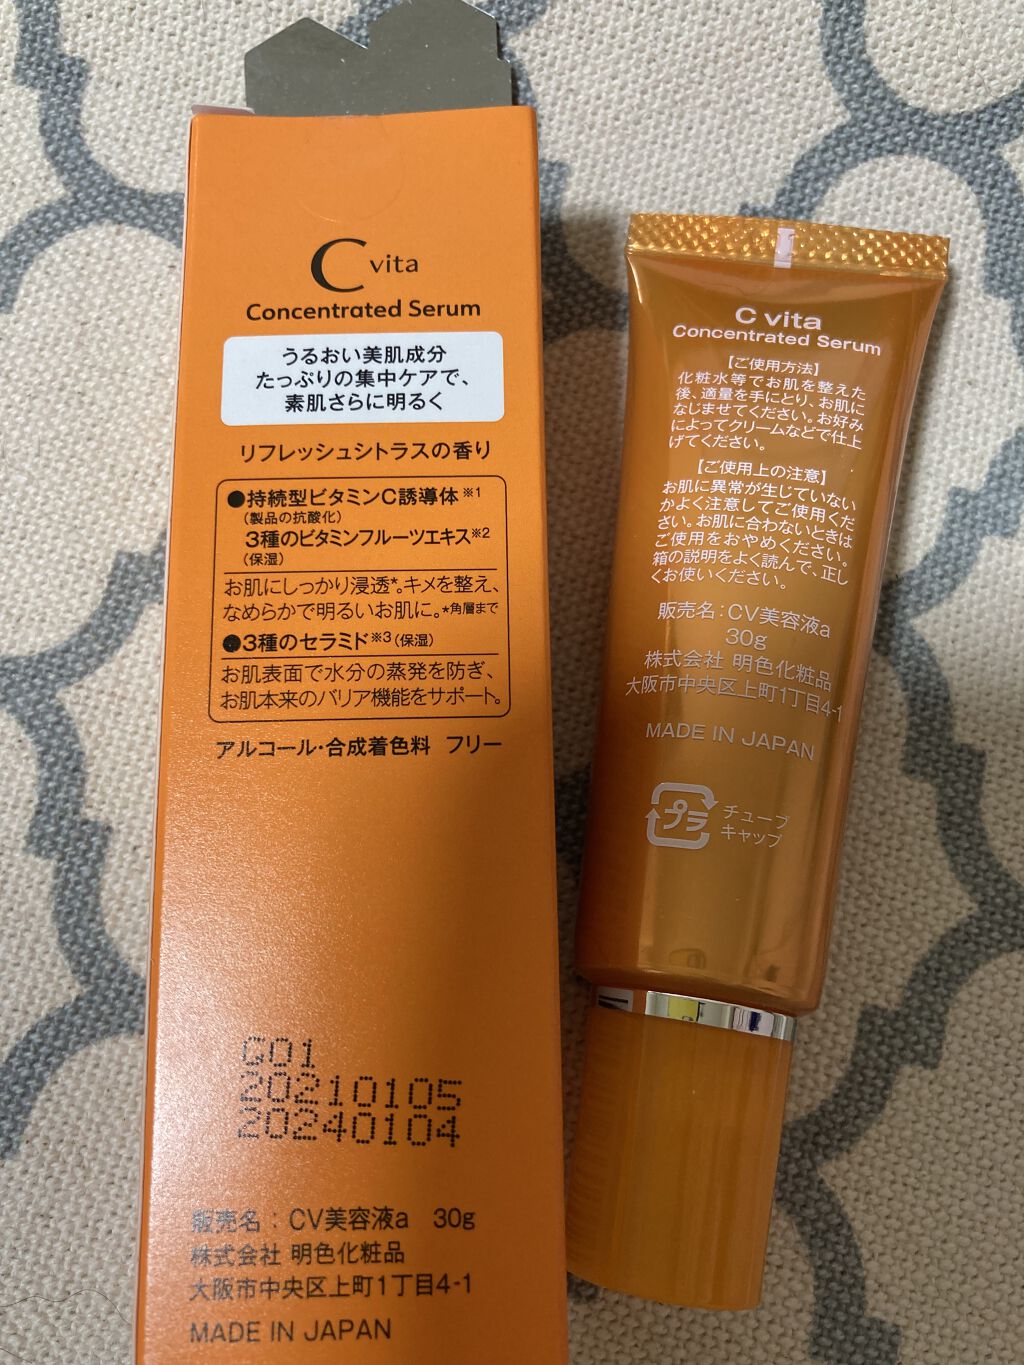 C vita
Concentrated Serum
うるおい美肌成分
たっぷりの集中ケアで、
素肌さらに明るく
リフレッシュシトラスの香り
●持続型ビタミンC誘導体※1
(製品の抗酸化)
3種のビタミンフルーツエキス※2
(保湿)
お肌にしっかり浸透*。キメを整え、
なめらかで明るいお肌に。*角層まで
●3種のセラミド※3(保湿)
お肌表面で水分の蒸発を防ぎ、
お肌本来のバリア機能をサポート。
アルコール・合成着色料 フリー
G01
20210105
20240104
販売名：CV美容液a 30g
株式会社 明色化粧品
大阪市中央区上町1丁目4-1
MADE IN JAPAN
C vita
Concentrated Serum
【ご使用方法】
化粧水等でお肌を整えた
後、適量を手にとり、お肌に
なじませてください。お好み
によってクリームなどで仕上
げてください。
【ご使用上の注意】
お肌に異常が生じていない
かよく注意してご使用くだ
さい。お肌に合わないときは
ご使用をおやめください。
箱の説明をよく読んで、正し
くお使いください。
販売名：CV美容液a
30g
株式会社 明色化粧品
大阪市中央区上町1丁目4-1
MADE IN JAPAN
プラ
チューブ
キャップ